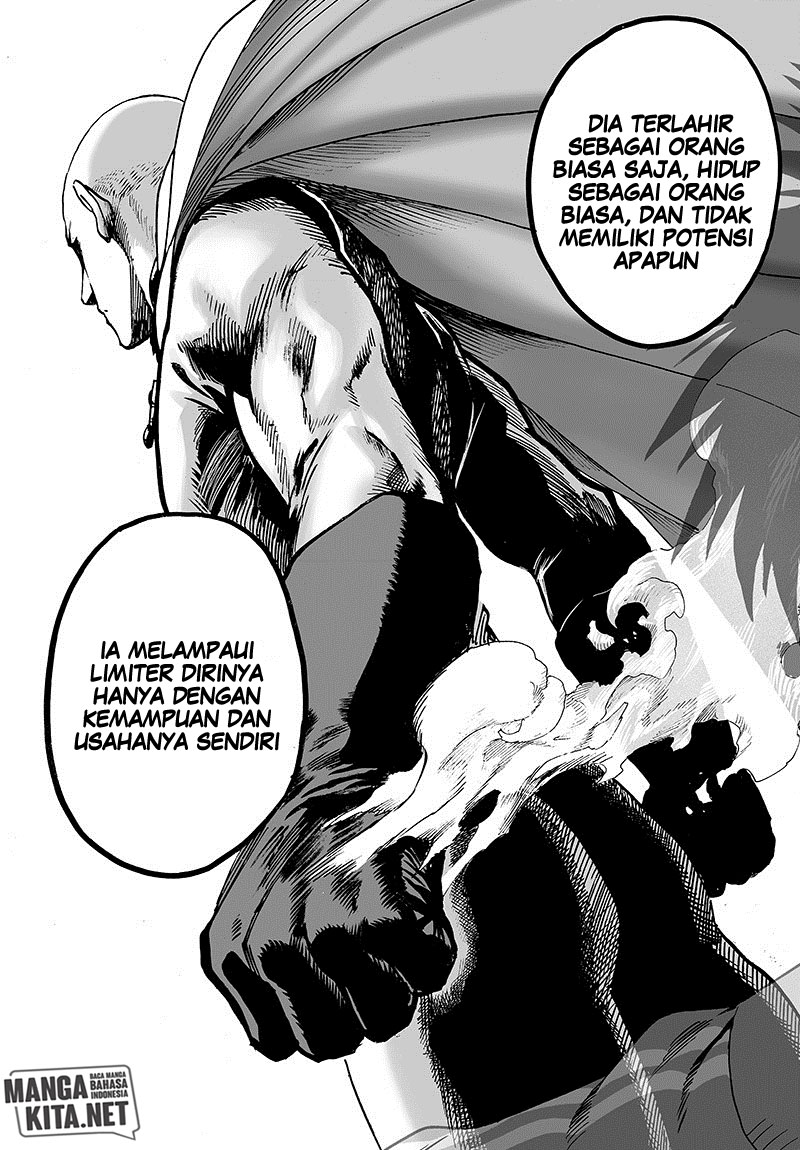 DIA TERLAHIR
SEBAGAI ORANG
BIASA SAJA, HIDUP
SEBAGAI ORANG
BIASA, DAN TIDAK
MEMILIKI POTENSI
APAPUN
IA MELAMPAUI
LIMITER DIRINYA
HANYA DENGAN
KEMAMPUAN DAN
USAHANYA SENDIRI
MANGA
KITA.NET
BACA MANGA
BAHASA
INDONESIA